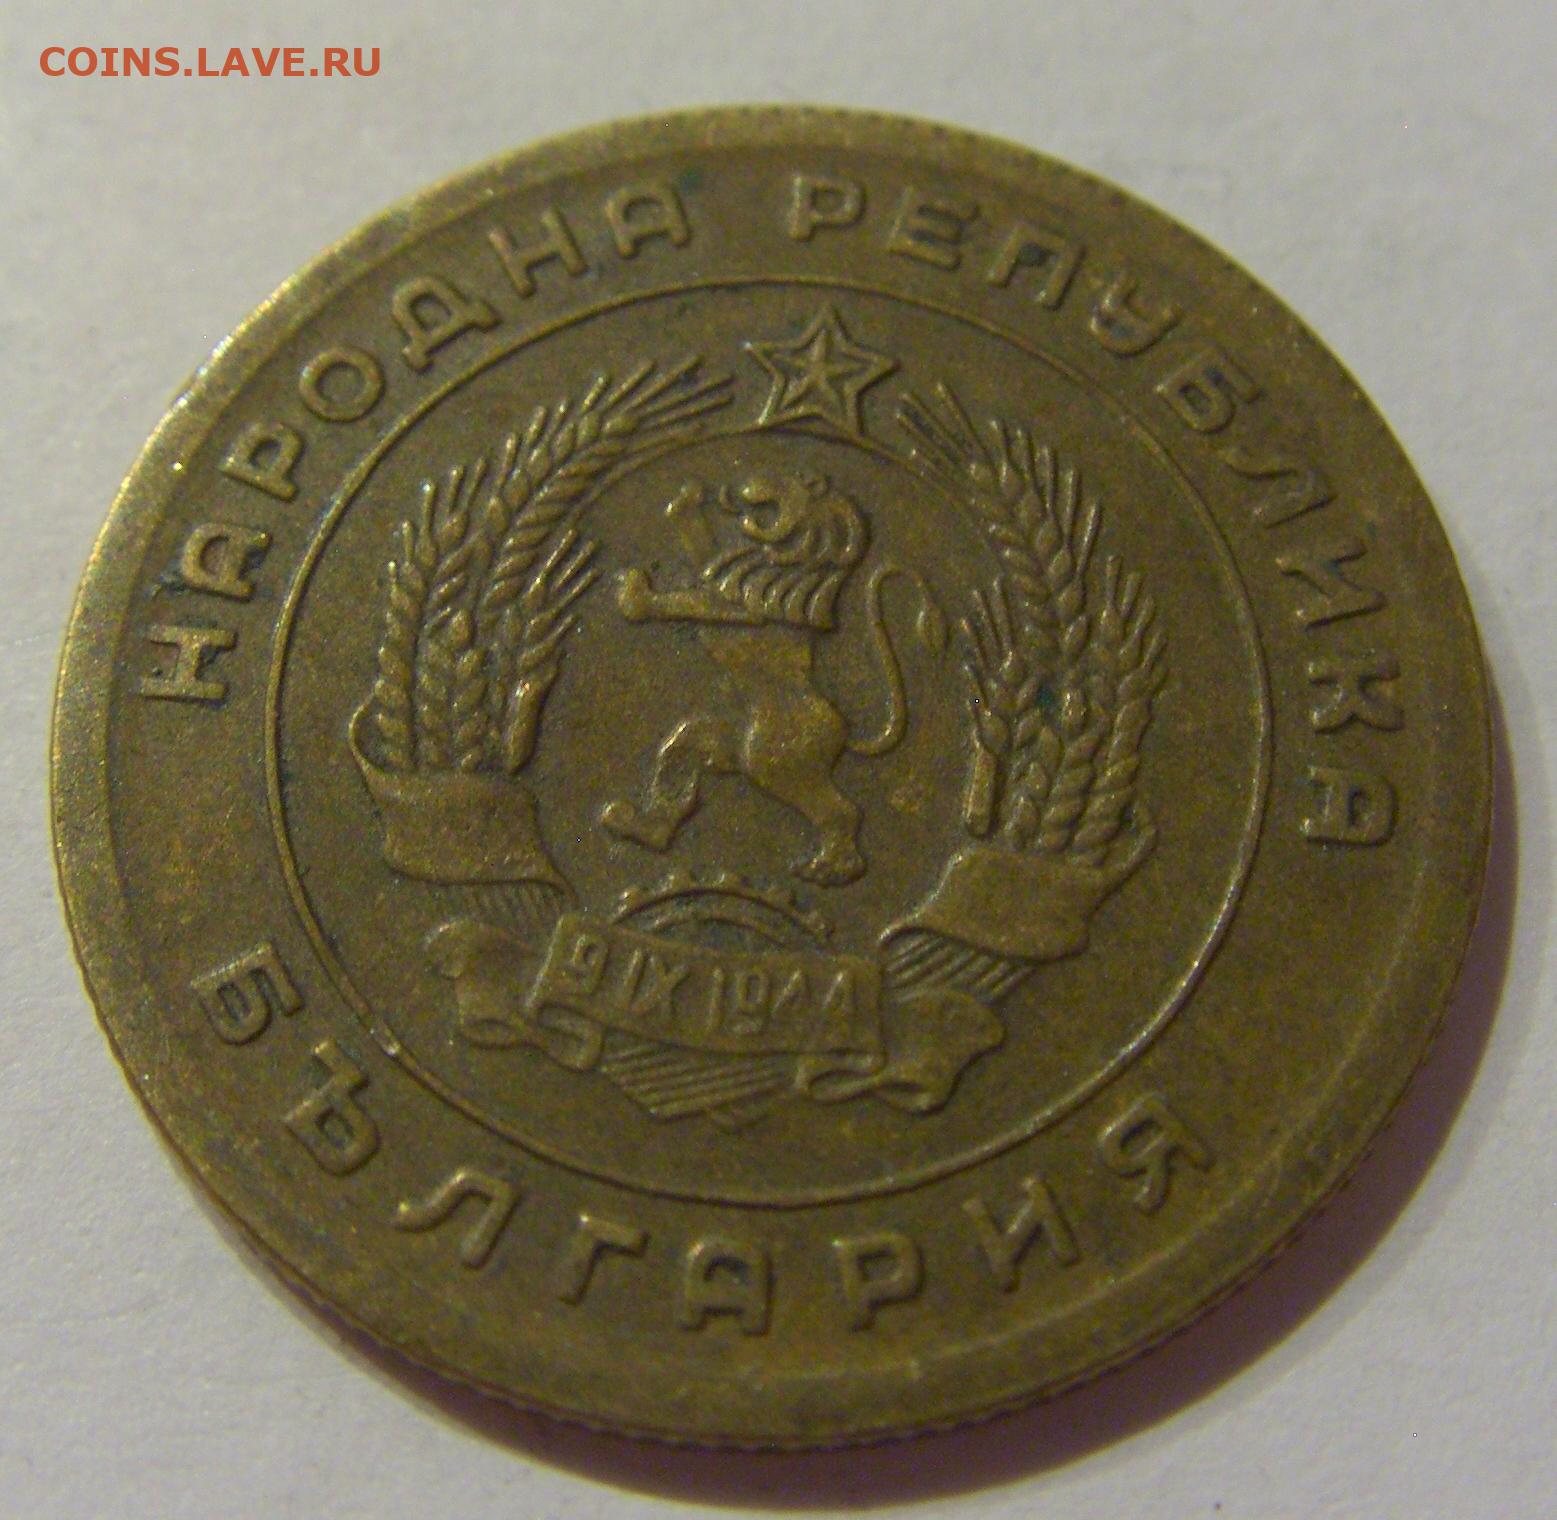 COINS.LAVE.RU
НАРОДНА РЕПУБЛИКА
9 IX 1944
БЪЛГАРИЯ